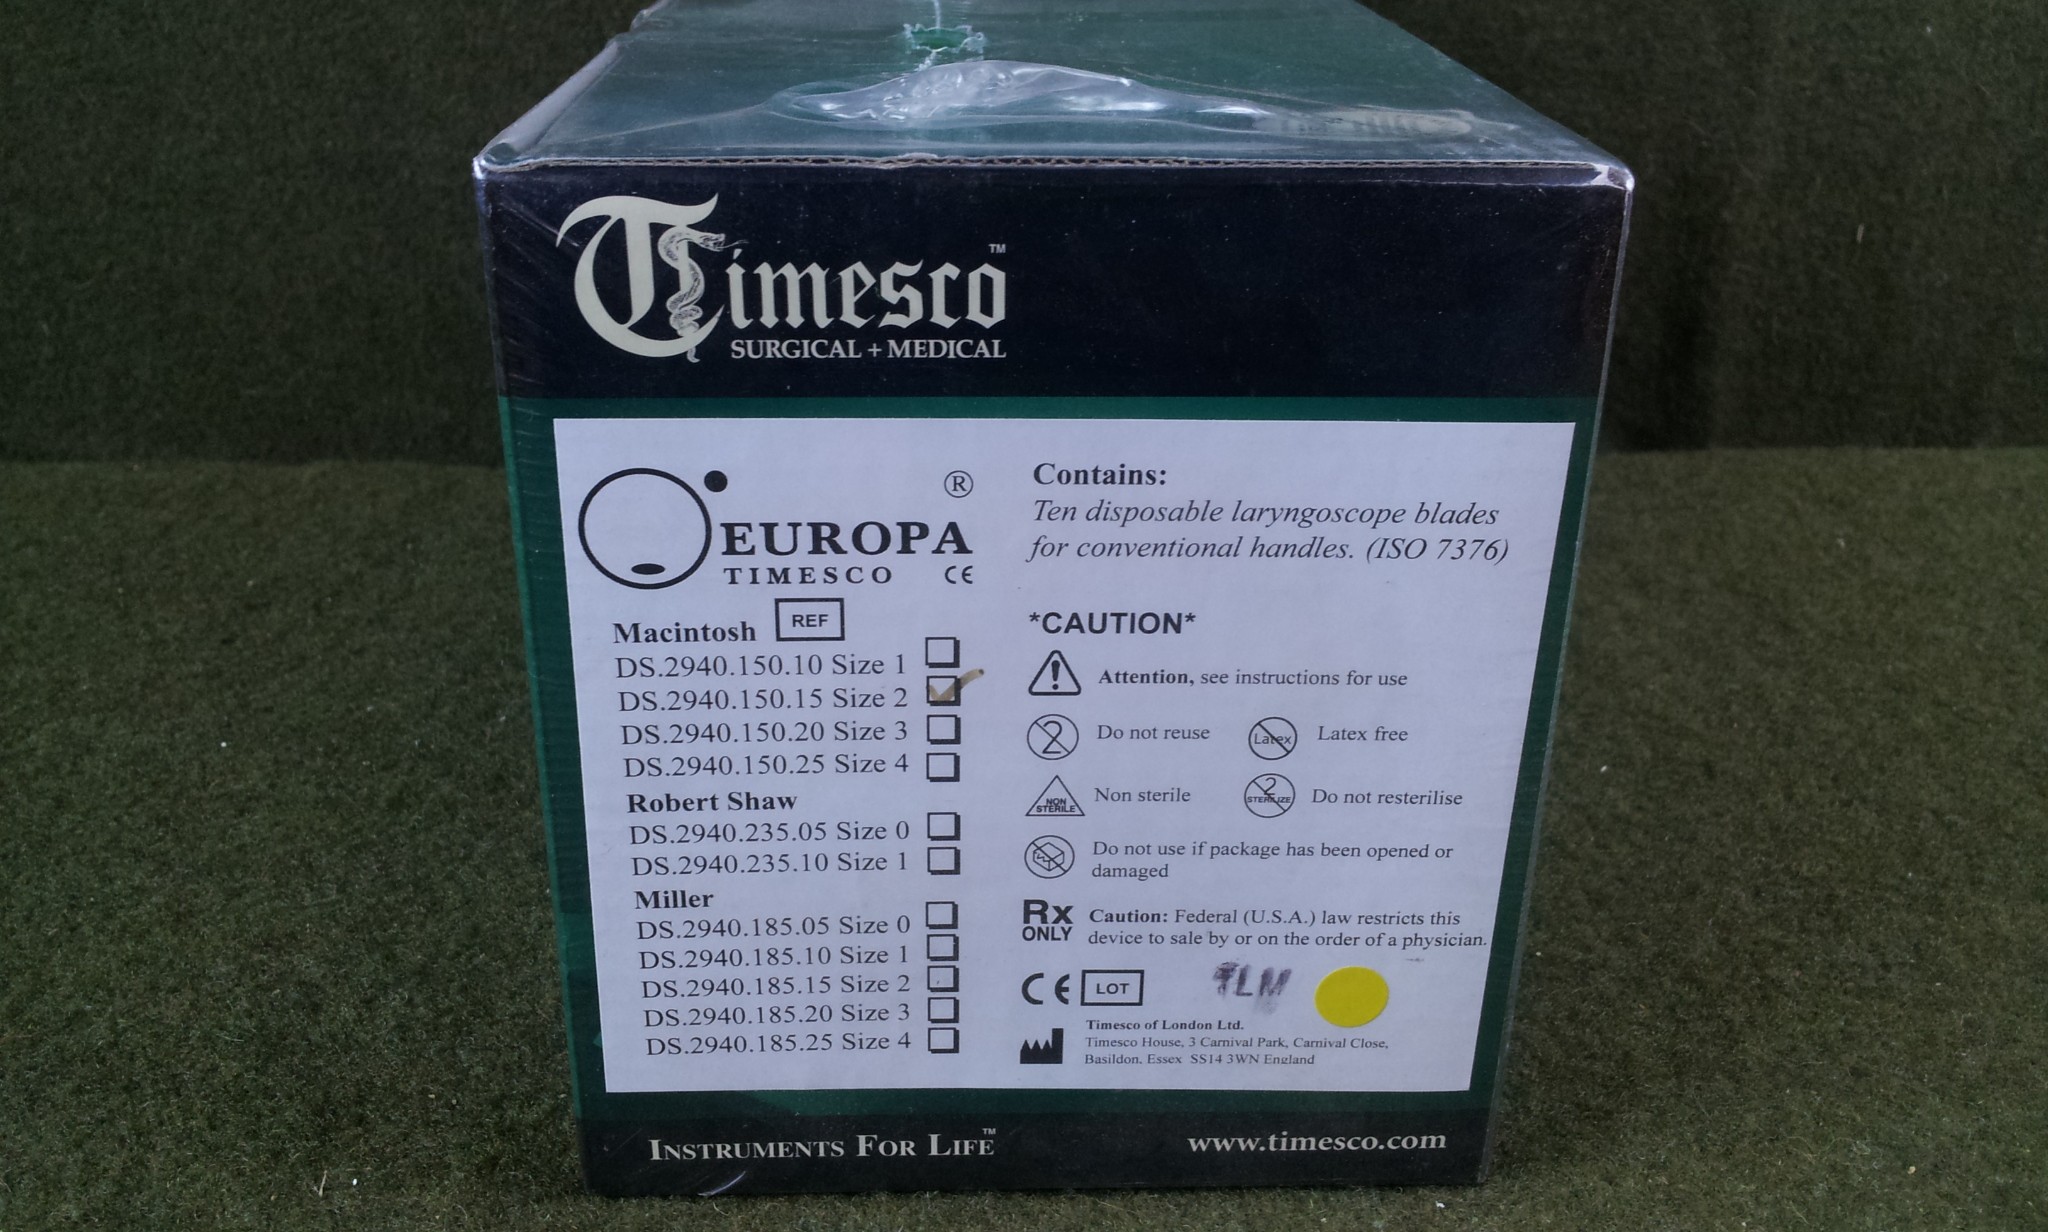 Timesco™
SURGICAL + MEDICAL
EUROPA ®
TIMESCO CE
Macintosh REF
DS.2940.150.10 Size 1
DS.2940.150.15 Size 2
DS.2940.150.20 Size 3
DS.2940.150.25 Size 4
Robert Shaw
DS.2940.235.05 Size 0
DS.2940.235.10 Size 1
Miller
DS.2940.185.05 Size 0
DS.2940.185.10 Size 1
DS.2940.185.15 Size 2
DS.2940.185.20 Size 3
DS.2940.185.25 Size 4
Contains:
Ten disposable laryngoscope blades
for conventional handles. (ISO 7376)
*CAUTION*
! Attention, see instructions for use
2 Do not reuse
Latex Latex free
NON STERILE Non sterile
2 STERILIZE Do not resterilise
Do not use if package has been opened or
damaged
Rx ONLY Caution: Federal (U.S.A.) law restricts this
device to sale by or on the order of a physician.
CE LOT TLM
Timesco of London Ltd.
Timesco House, 3 Carnival Park, Carnival Close,
Basildon, Essex SS14 3WN England
INSTRUMENTS FOR LIFE™
www.timesco.com